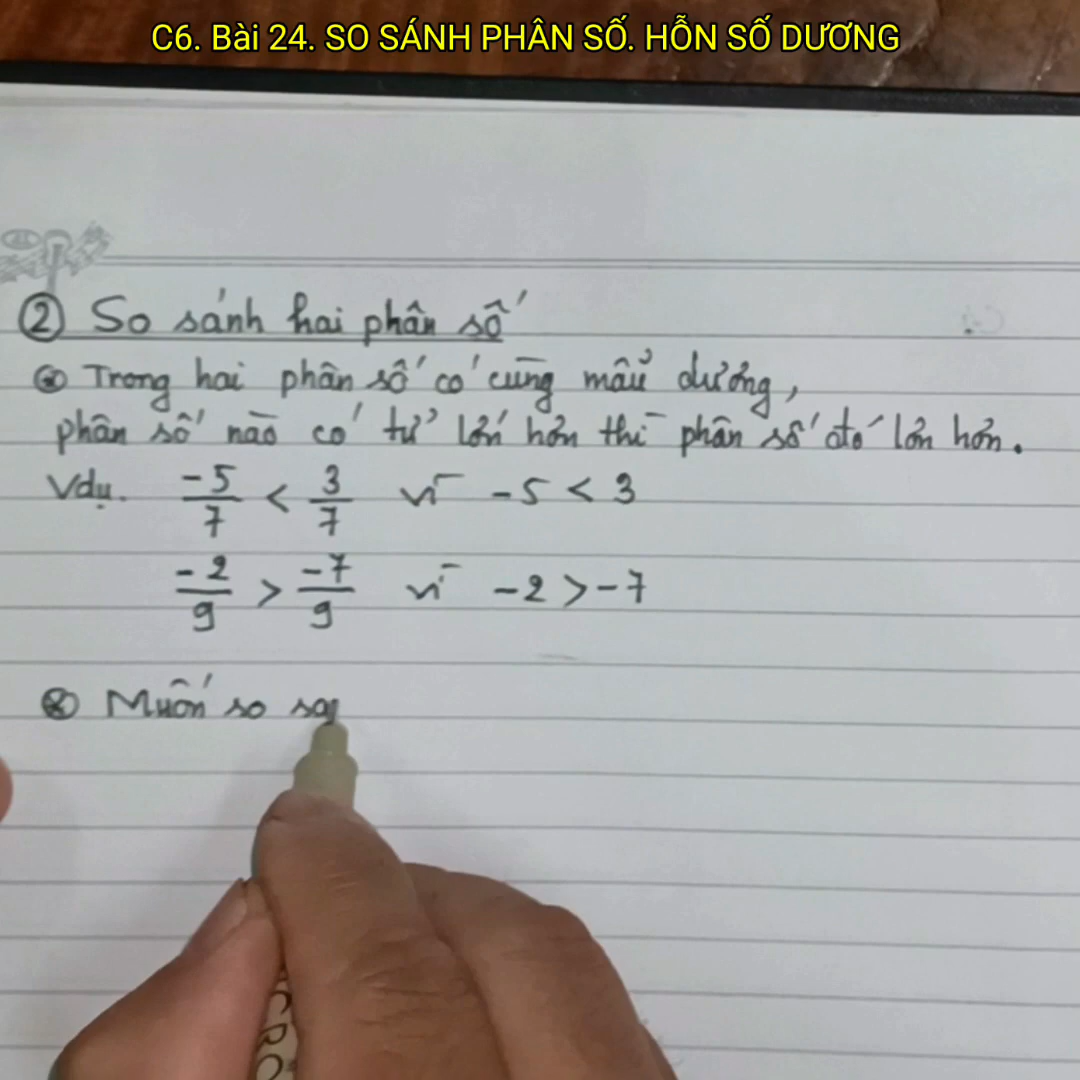 C6. Bài 24. SO SÁNH PHÂN SỐ. HỖN SỐ DƯƠNG
② So sánh hai phân số
⊗ Trong hai phân số có cùng mẫu dương,
phân số nào có tử lớn hơn thì phân số đó lớn hơn.
Vdụ. -5/7 < 3/7 vì -5 < 3
-2/9 > -7/9 vì -2 > -7
⊗ Muốn so